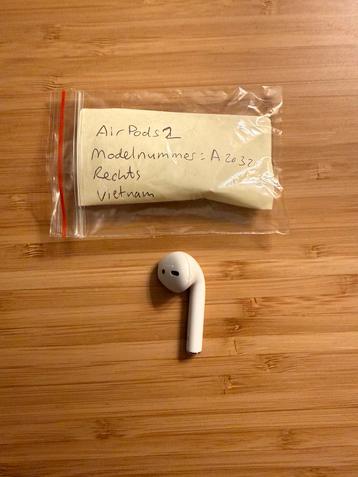 AirPods 2
Modelnummer: A2032
Rechts
Vietnam